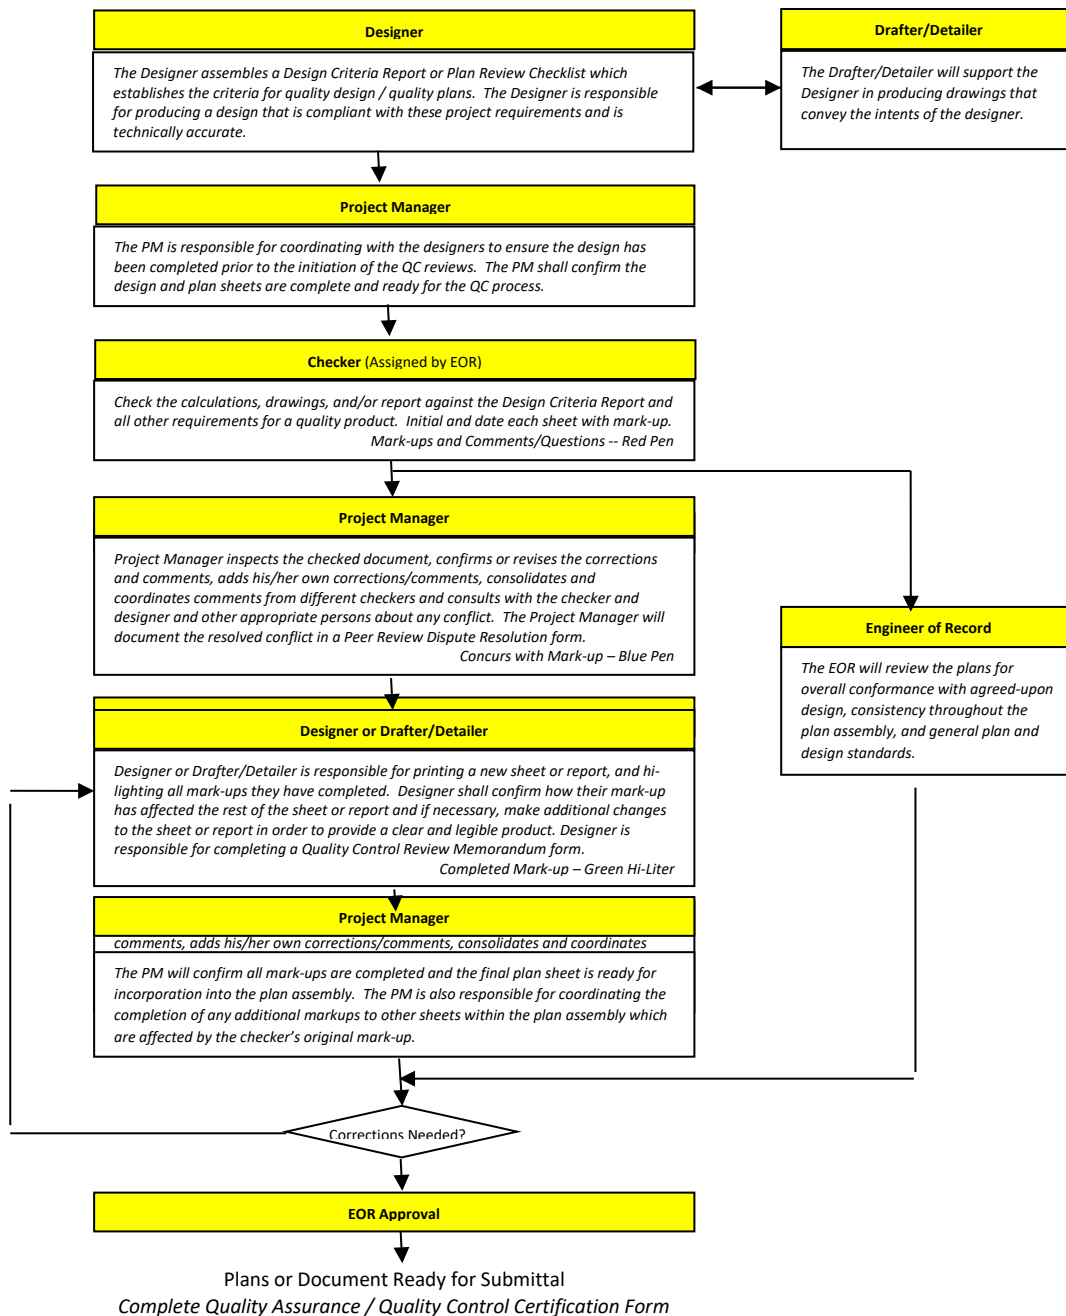 Designer
The Designer assembles a Design Criteria Report or Plan Review Checklist which
establishes the criteria for quality design / quality plans.  The Designer is responsible
for producing a design that is compliant with these project requirements and is
technically accurate.
Drafter/Detailer
The Drafter/Detailer will support the
Designer in producing drawings that
convey the intents of the designer.
Project Manager
The PM is responsible for coordinating with the designers to ensure the design has
been completed prior to the initiation of the QC reviews.  The PM shall confirm the
design and plan sheets are complete and ready for the QC process.
Checker (Assigned by EOR)
Check the calculations, drawings, and/or report against the Design Criteria Report and
all other requirements for a quality product.  Initial and date each sheet with mark-up.
Mark-ups and Comments/Questions -- Red Pen
Project Manager
Project Manager inspects the checked document, confirms or revises the corrections
and comments, adds his/her own corrections/comments, consolidates and
coordinates comments from different checkers and consults with the checker and
designer and other appropriate persons about any conflict.  The Project Manager will
document the resolved conflict in a Peer Review Dispute Resolution form.
Concurs with Mark-up – Blue Pen
Engineer of Record
The EOR will review the plans for
overall conformance with agreed-upon
design, consistency throughout the
plan assembly, and general plan and
design standards.
Designer or Drafter/Detailer
Designer or Drafter/Detailer is responsible for printing a new sheet or report, and hi-
lighting all mark-ups they have completed.  Designer shall confirm how their mark-up
has affected the rest of the sheet or report and if necessary, make additional changes
to the sheet or report in order to provide a clear and legible product. Designer is
responsible for completing a Quality Control Review Memorandum form.
Completed Mark-up – Green Hi-Liter
Project Manager
comments, adds his/her own corrections/comments, consolidates and coordinates
The PM will confirm all mark-ups are completed and the final plan sheet is ready for
incorporation into the plan assembly.  The PM is also responsible for coordinating the
completion of any additional markups to other sheets within the plan assembly which
are affected by the checker’s original mark-up.
Corrections Needed?
EOR Approval
Plans or Document Ready for Submittal
Complete Quality Assurance / Quality Control Certification Form